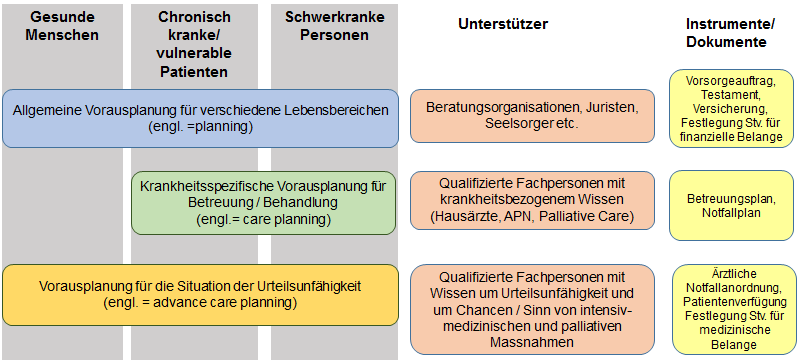 Gesunde
Menschen
Chronisch
kranke/
vulnerable
Patienten
Schwerkranke
Personen
Unterstützer
Instrumente/
Dokumente
Allgemeine Vorausplanung für verschiedene Lebensbereichen
(engl. =planning)
Beratungsorganisationen, Juristen,
Seelsorger etc.
Vorsorgeauftrag,
Testament,
Versicherung,
Festlegung Stv. für
finanzielle Belange
Krankheitsspezifische Vorausplanung für
Betreuung / Behandlung
(engl.= care planning)
Qualifizierte Fachpersonen mit
krankheitsbezogenem Wissen
(Hausärzte, APN, Palliative Care)
Betreuungsplan,
Notfallplan
Vorausplanung für die Situation der Urteilsunfähigkeit
(engl. = advance care planning)
Qualifizierte Fachpersonen mit
Wissen um Urteilsunfähigkeit und
um Chancen / Sinn von intensiv-
medizinischen und palliativen
Massnahmen
Ärztliche
Notfallanordnung,
Patientenverfügung
Festlegung Stv. für
medizinische
Belange